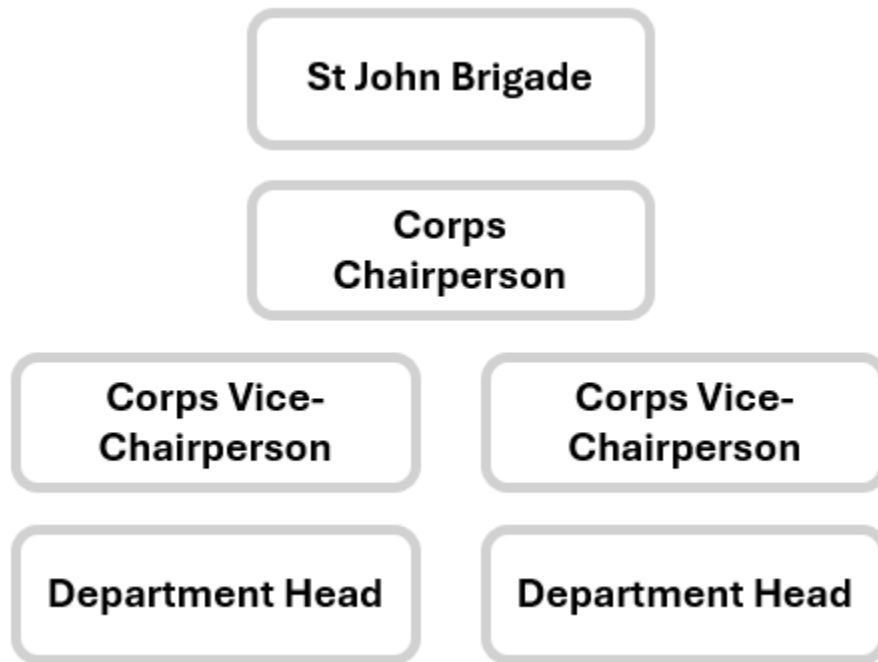 St John Brigade
Corps
Chairperson
Corps Vice-
Chairperson
Corps Vice-
Chairperson
Department Head
Department Head